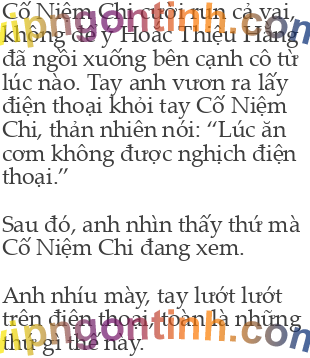 Cố Niệm Chi cười run cả vai,
không để ý Hoắc Thiệu Hằng
đã ngồi xuống bên cạnh cô từ
lúc nào. Tay anh vươn ra lấy
điện thoại khỏi tay Cố Niệm
Chi, thản nhiên nói: “Lúc ăn
cơm không được nghịch điện
thoại.”
Sau đó, anh nhìn thấy thứ mà
Cố Niệm Chi đang xem.
Anh nhíu mày, tay lướt lướt
trên điện thoại, toàn là những
thứ gì thế này.